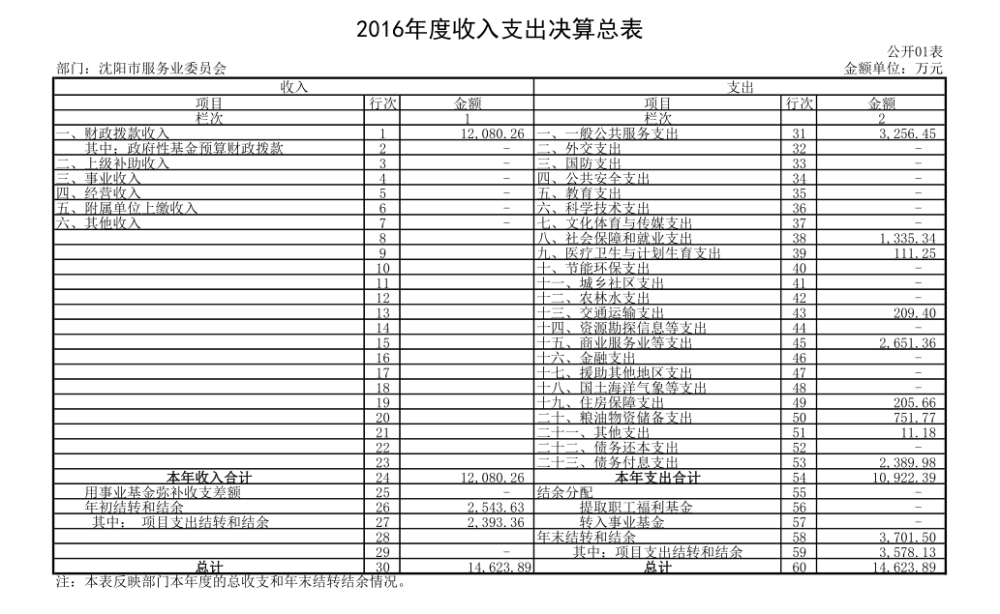 2016年度收入支出决算总表
公开01表
部门：沈阳市服务业委员会 金额单位：万元
收入 支出
项目 行次 金额 项目 行次 金额
栏次 1 栏次 2
一、财政拨款收入 1 12,080.26 一、一般公共服务支出 31 3,256.45
其中：政府性基金预算财政拨款 2 - 二、外交支出 32 -
二、上级补助收入 3 - 三、国防支出 33 -
三、事业收入 4 - 四、公共安全支出 34 -
四、经营收入 5 - 五、教育支出 35 -
五、附属单位上缴收入 6 - 六、科学技术支出 36 -
六、其他收入 7 - 七、文化体育与传媒支出 37 -
8 八、社会保障和就业支出 38 1,335.34
9 九、医疗卫生与计划生育支出 39 111.25
10 十、节能环保支出 40 -
11 十一、城乡社区支出 41 -
12 十二、农林水支出 42 -
13 十三、交通运输支出 43 209.40
14 十四、资源勘探信息等支出 44 -
15 十五、商业服务业等支出 45 2,651.36
16 十六、金融支出 46 -
17 十七、援助其他地区支出 47 -
18 十八、国土海洋气象等支出 48 -
19 十九、住房保障支出 49 205.66
20 二十、粮油物资储备支出 50 751.77
21 二十一、其他支出 51 11.18
22 二十二、债务还本支出 52 -
23 二十三、债务付息支出 53 2,389.98
本年收入合计 24 12,080.26 本年支出合计 54 10,922.39
用事业基金弥补收支差额 25 - 结余分配 55 -
年初结转和结余 26 2,543.63 提取职工福利基金 56 -
其中： 项目支出结转和结余 27 2,393.36 转入事业基金 57 -
28 年末结转和结余 58 3,701.50
29 - 其中：项目支出结转和结余 59 3,578.13
总计 30 14,623.89 总计 60 14,623.89
注：本表反映部门本年度的总收支和年末结转结余情况。